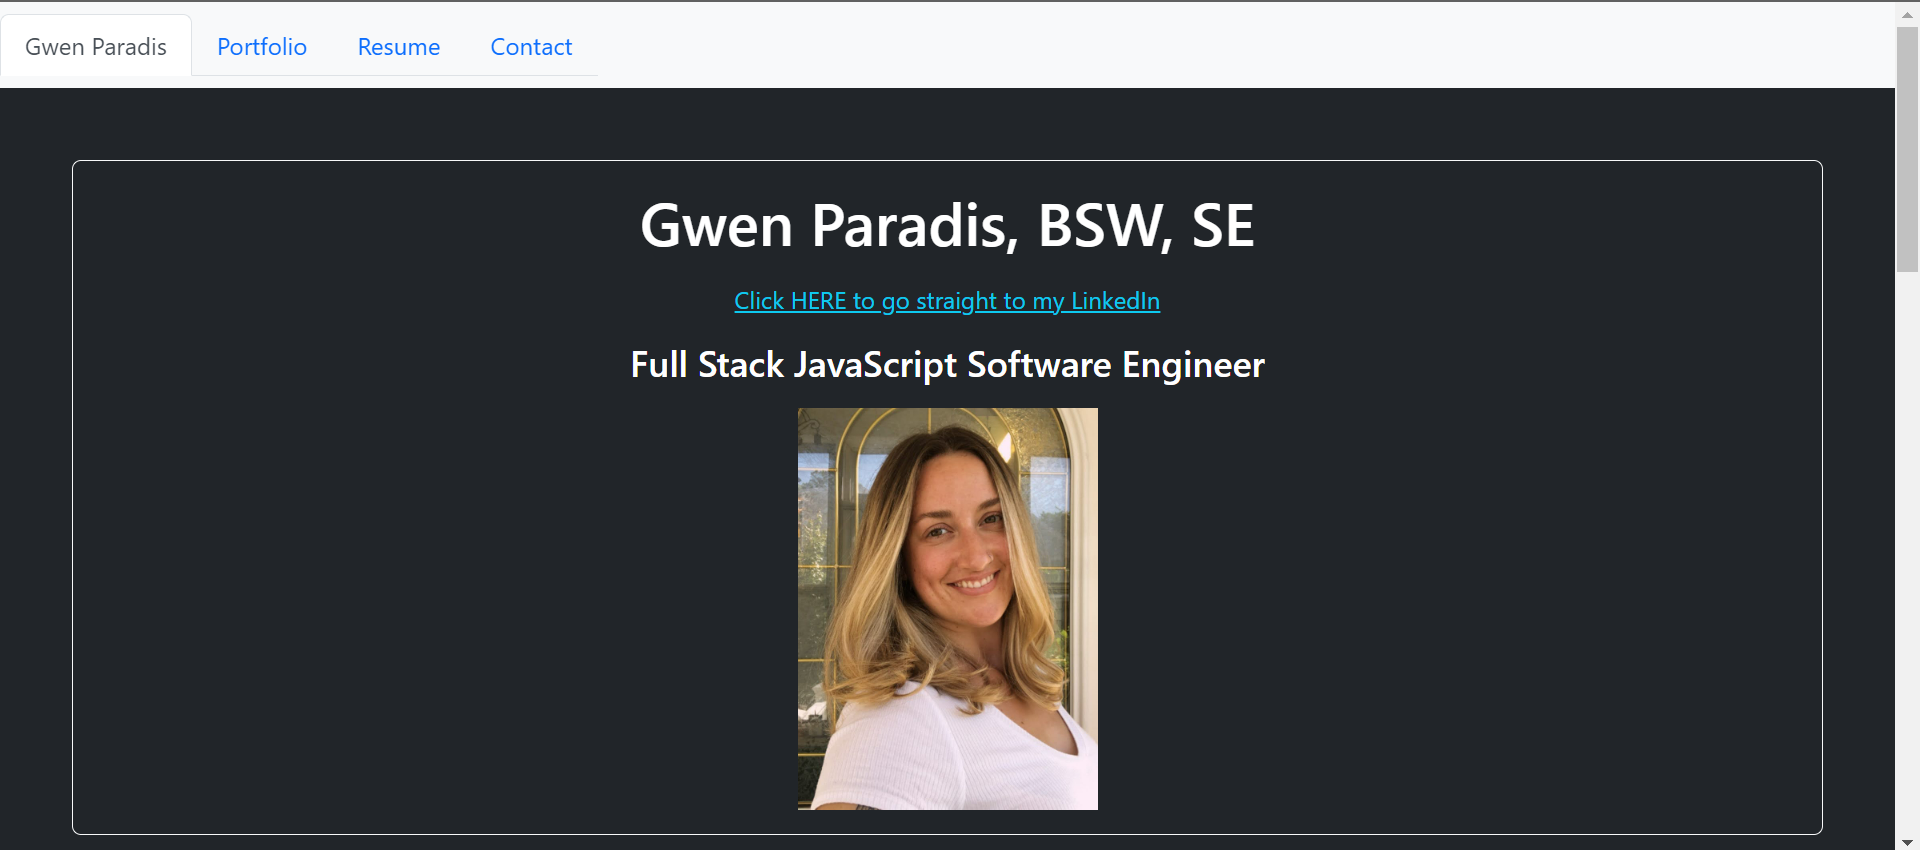 Gwen Paradis Portfolio Resume Contact
Gwen Paradis, BSW, SE
Click HERE to go straight to my LinkedIn
Full Stack JavaScript Software Engineer